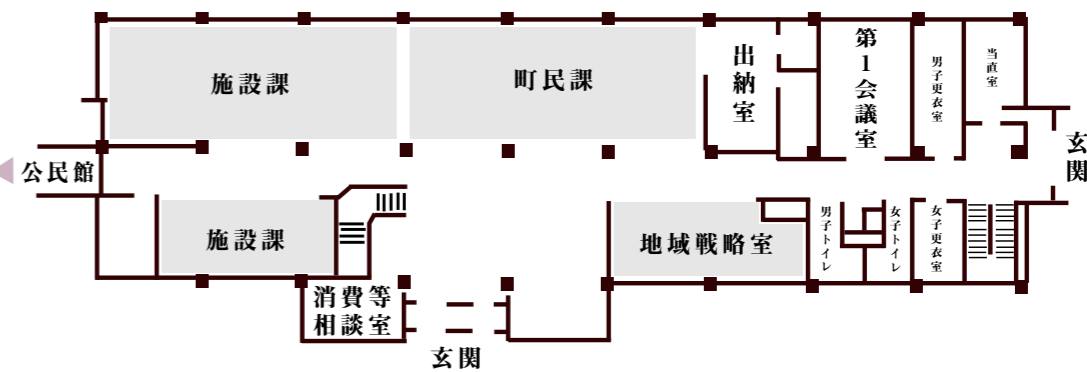 施設課
町民課
出納室
第1会議室
男子更衣室
当直室
玄関
公民館
施設課
地域戦略室
男子トイレ
女子トイレ
女子更衣室
消費等
相談室
玄関